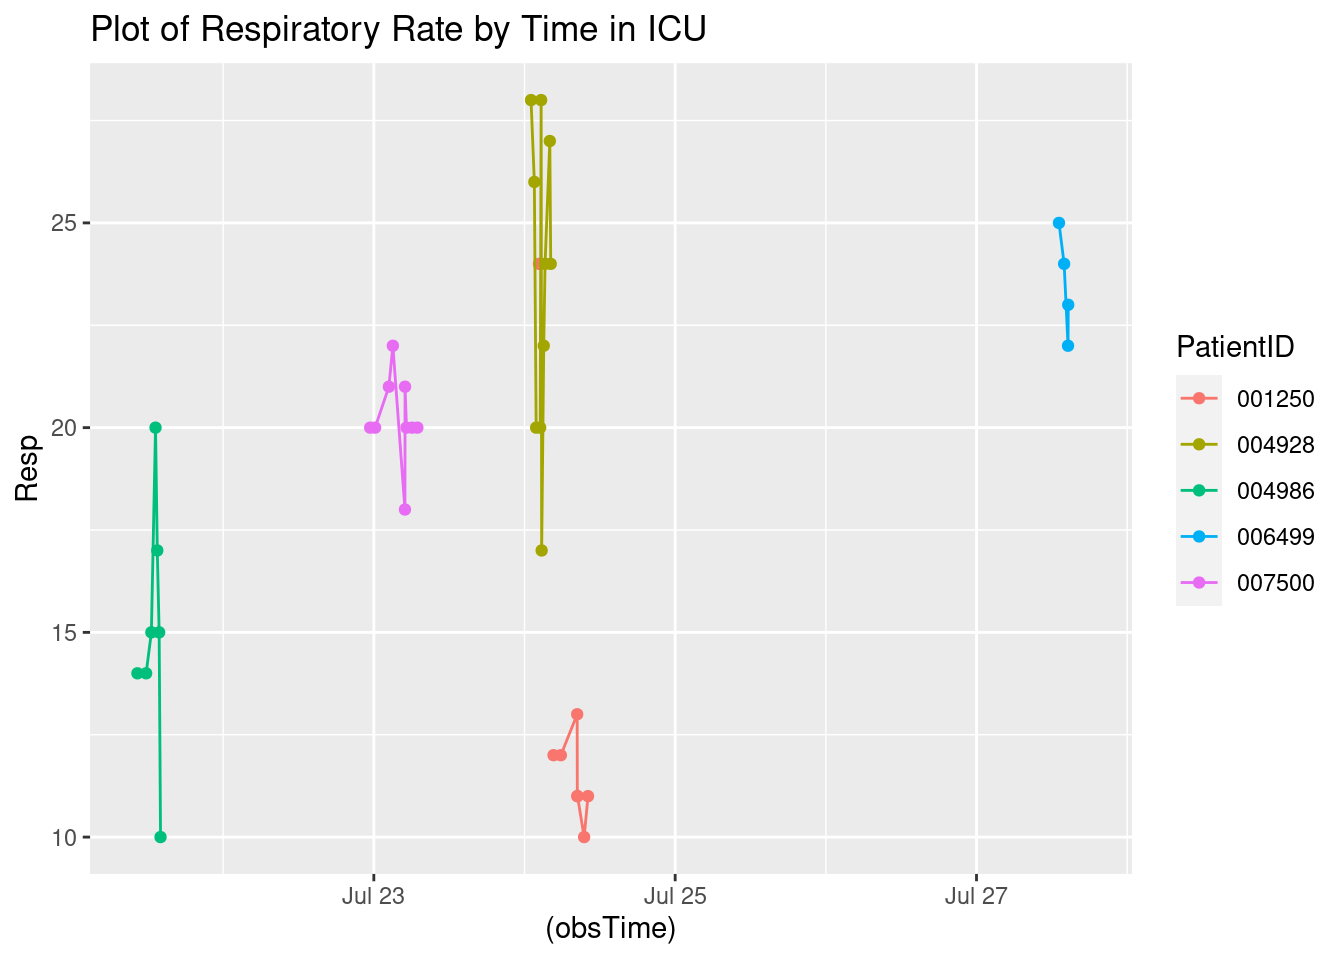 Plot of Respiratory Rate by Time in ICU
25
20
15
10
Resp
Jul 23
Jul 25
Jul 27
(obsTime)
PatientID
001250
004928
004986
006499
007500